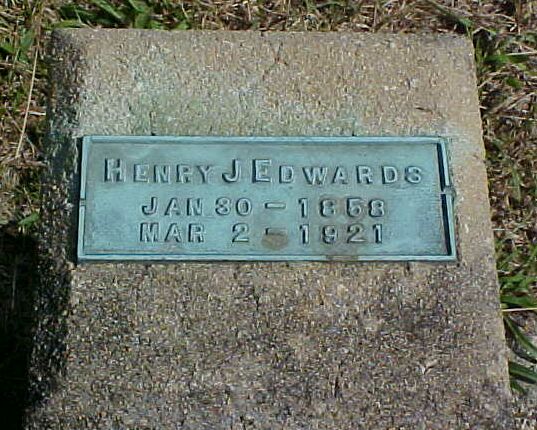 HENRY J EDWARDS
JAN 30 - 1858
MAR 2 - 1921